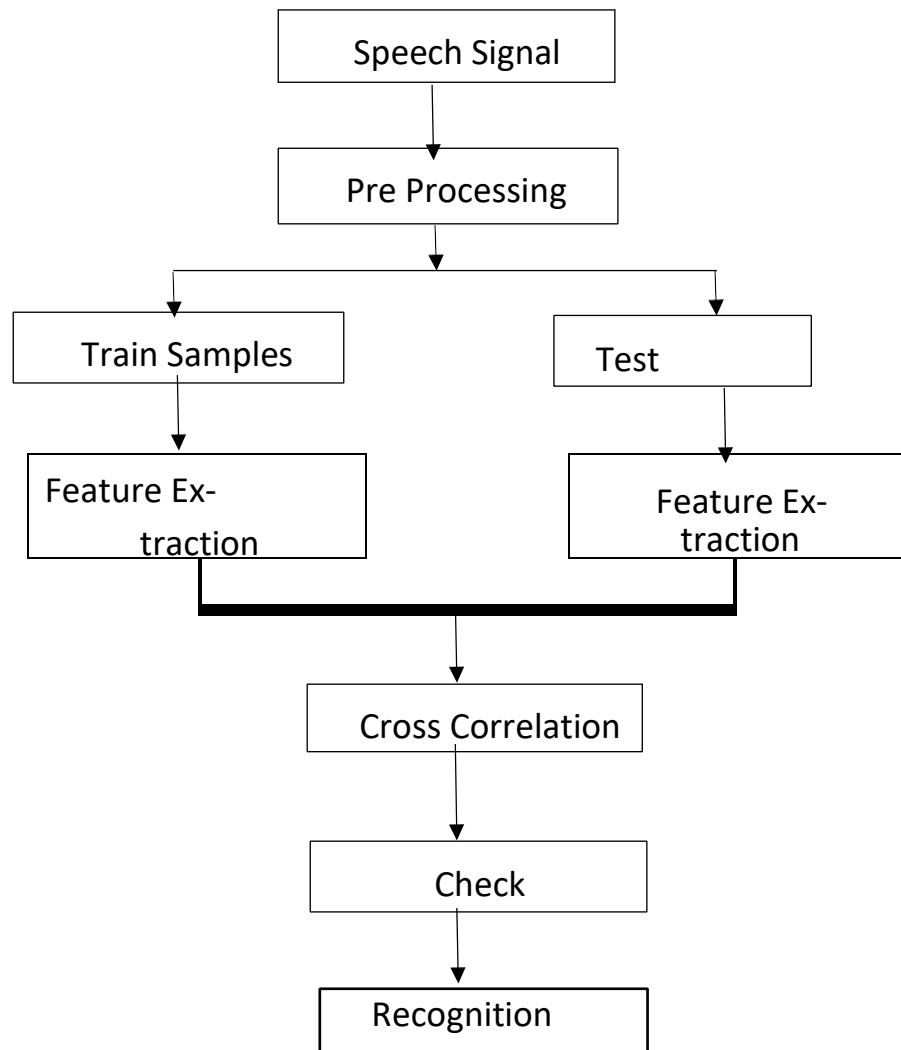 Speech Signal
Pre Processing
Train Samples
Test
Feature Ex-
traction
Feature Ex-
traction
Cross Correlation
Check
Recognition